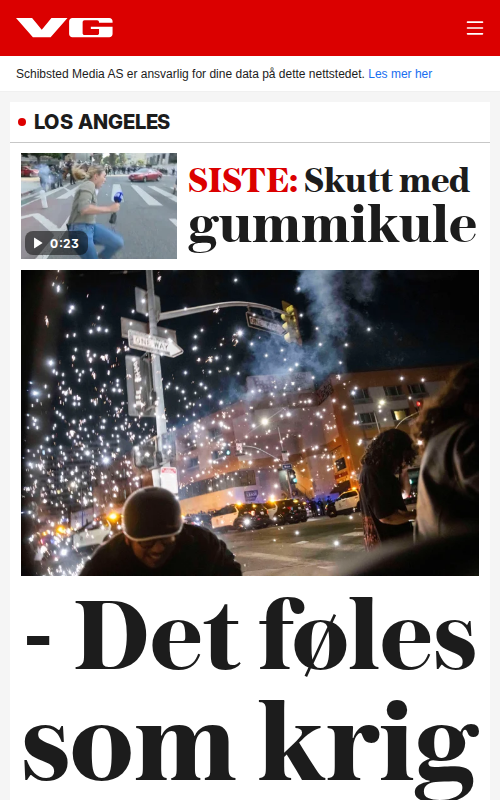 VG
Schibsted Media AS er ansvarlig for dine data på dette nettstedet. Les mer her
LOS ANGELES
SISTE: Skutt med
gummikule
0:23
WAY
- Det føles
som krig